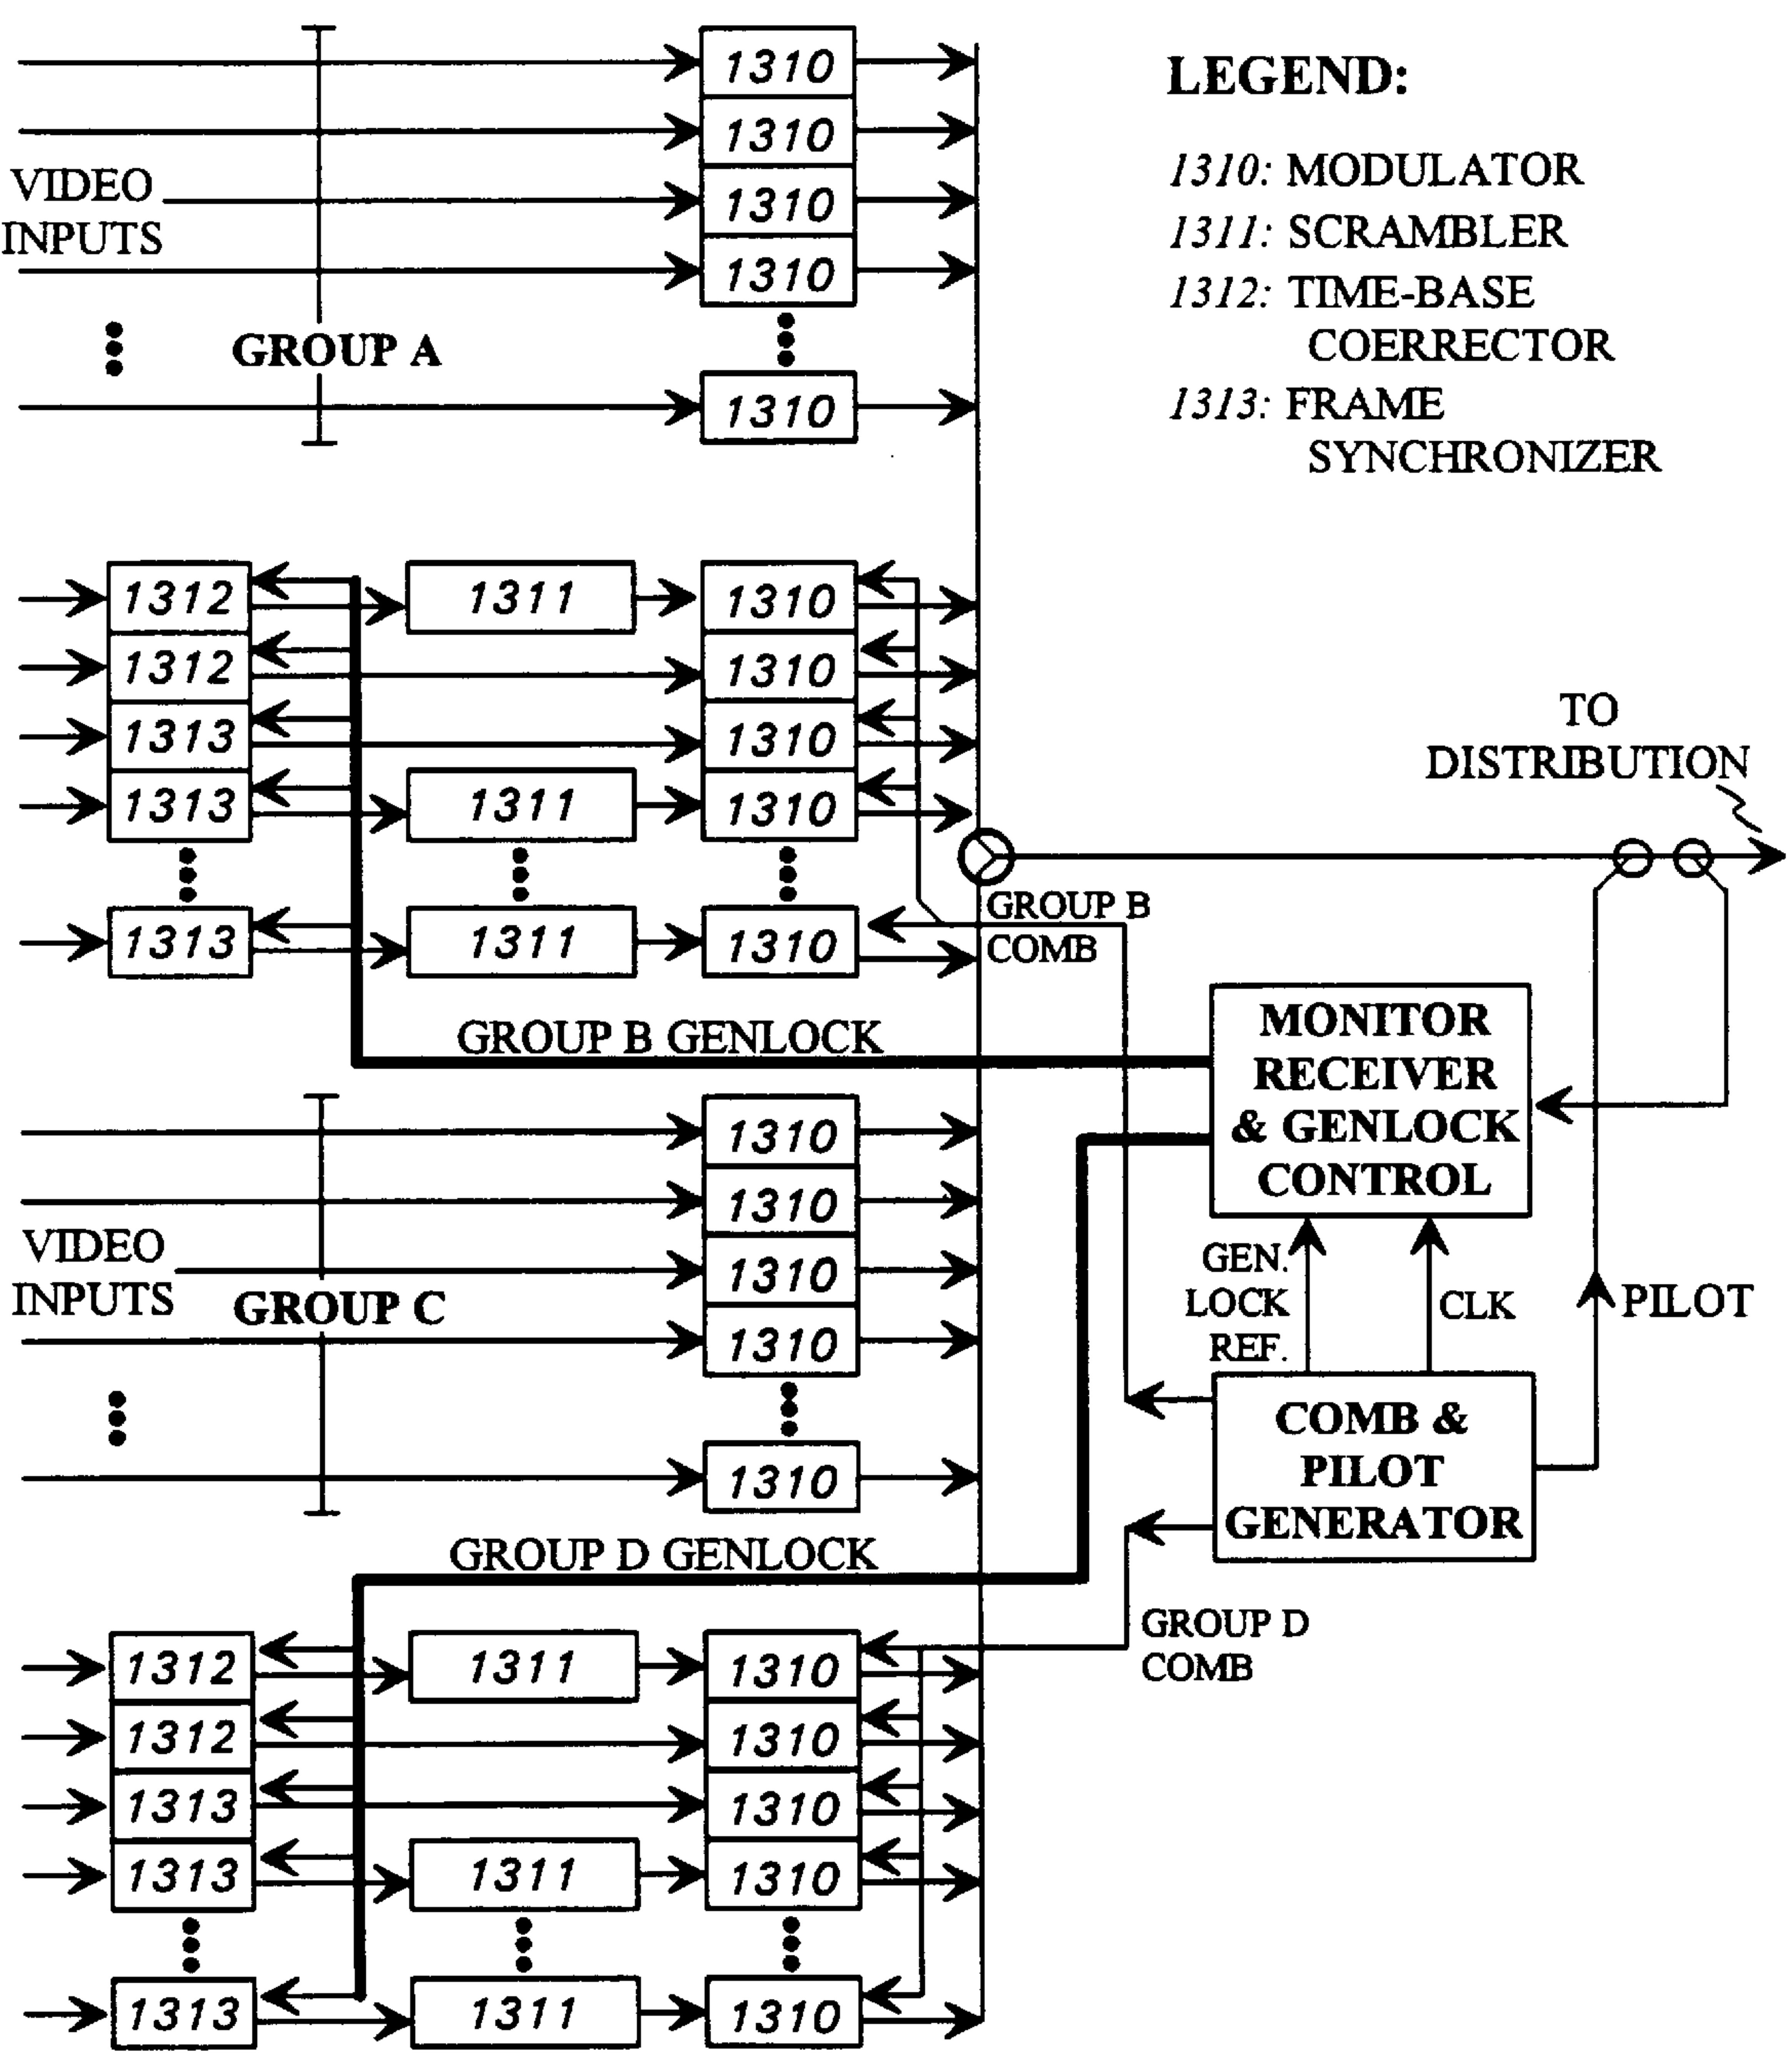 1310
1310
1310
1310
1310
VIDEO
INPUTS
GROUP A
LEGEND:
1310: MODULATOR
1311: SCRAMBLER
1312: TIME-BASE
COERRECTOR
1313: FRAME
SYNCHRONIZER
1312 1311 1310
1312 1310
1313 1310
1313 1311 1310
1313 1311 1310
TO
DISTRIBUTION
GROUP B
COMB
GROUP B GENLOCK
MONITOR
RECEIVER
& GENLOCK
CONTROL
1310
1310
1310
1310
1310
VIDEO
INPUTS
GROUP C
GEN.
LOCK
REF.
CLK
PILOT
COMB &
PILOT
GENERATOR
GROUP D GENLOCK
GROUP D
COMB
1312 1311 1310
1312 1310
1313 1310
1313 1311 1310
1313 1311 1310